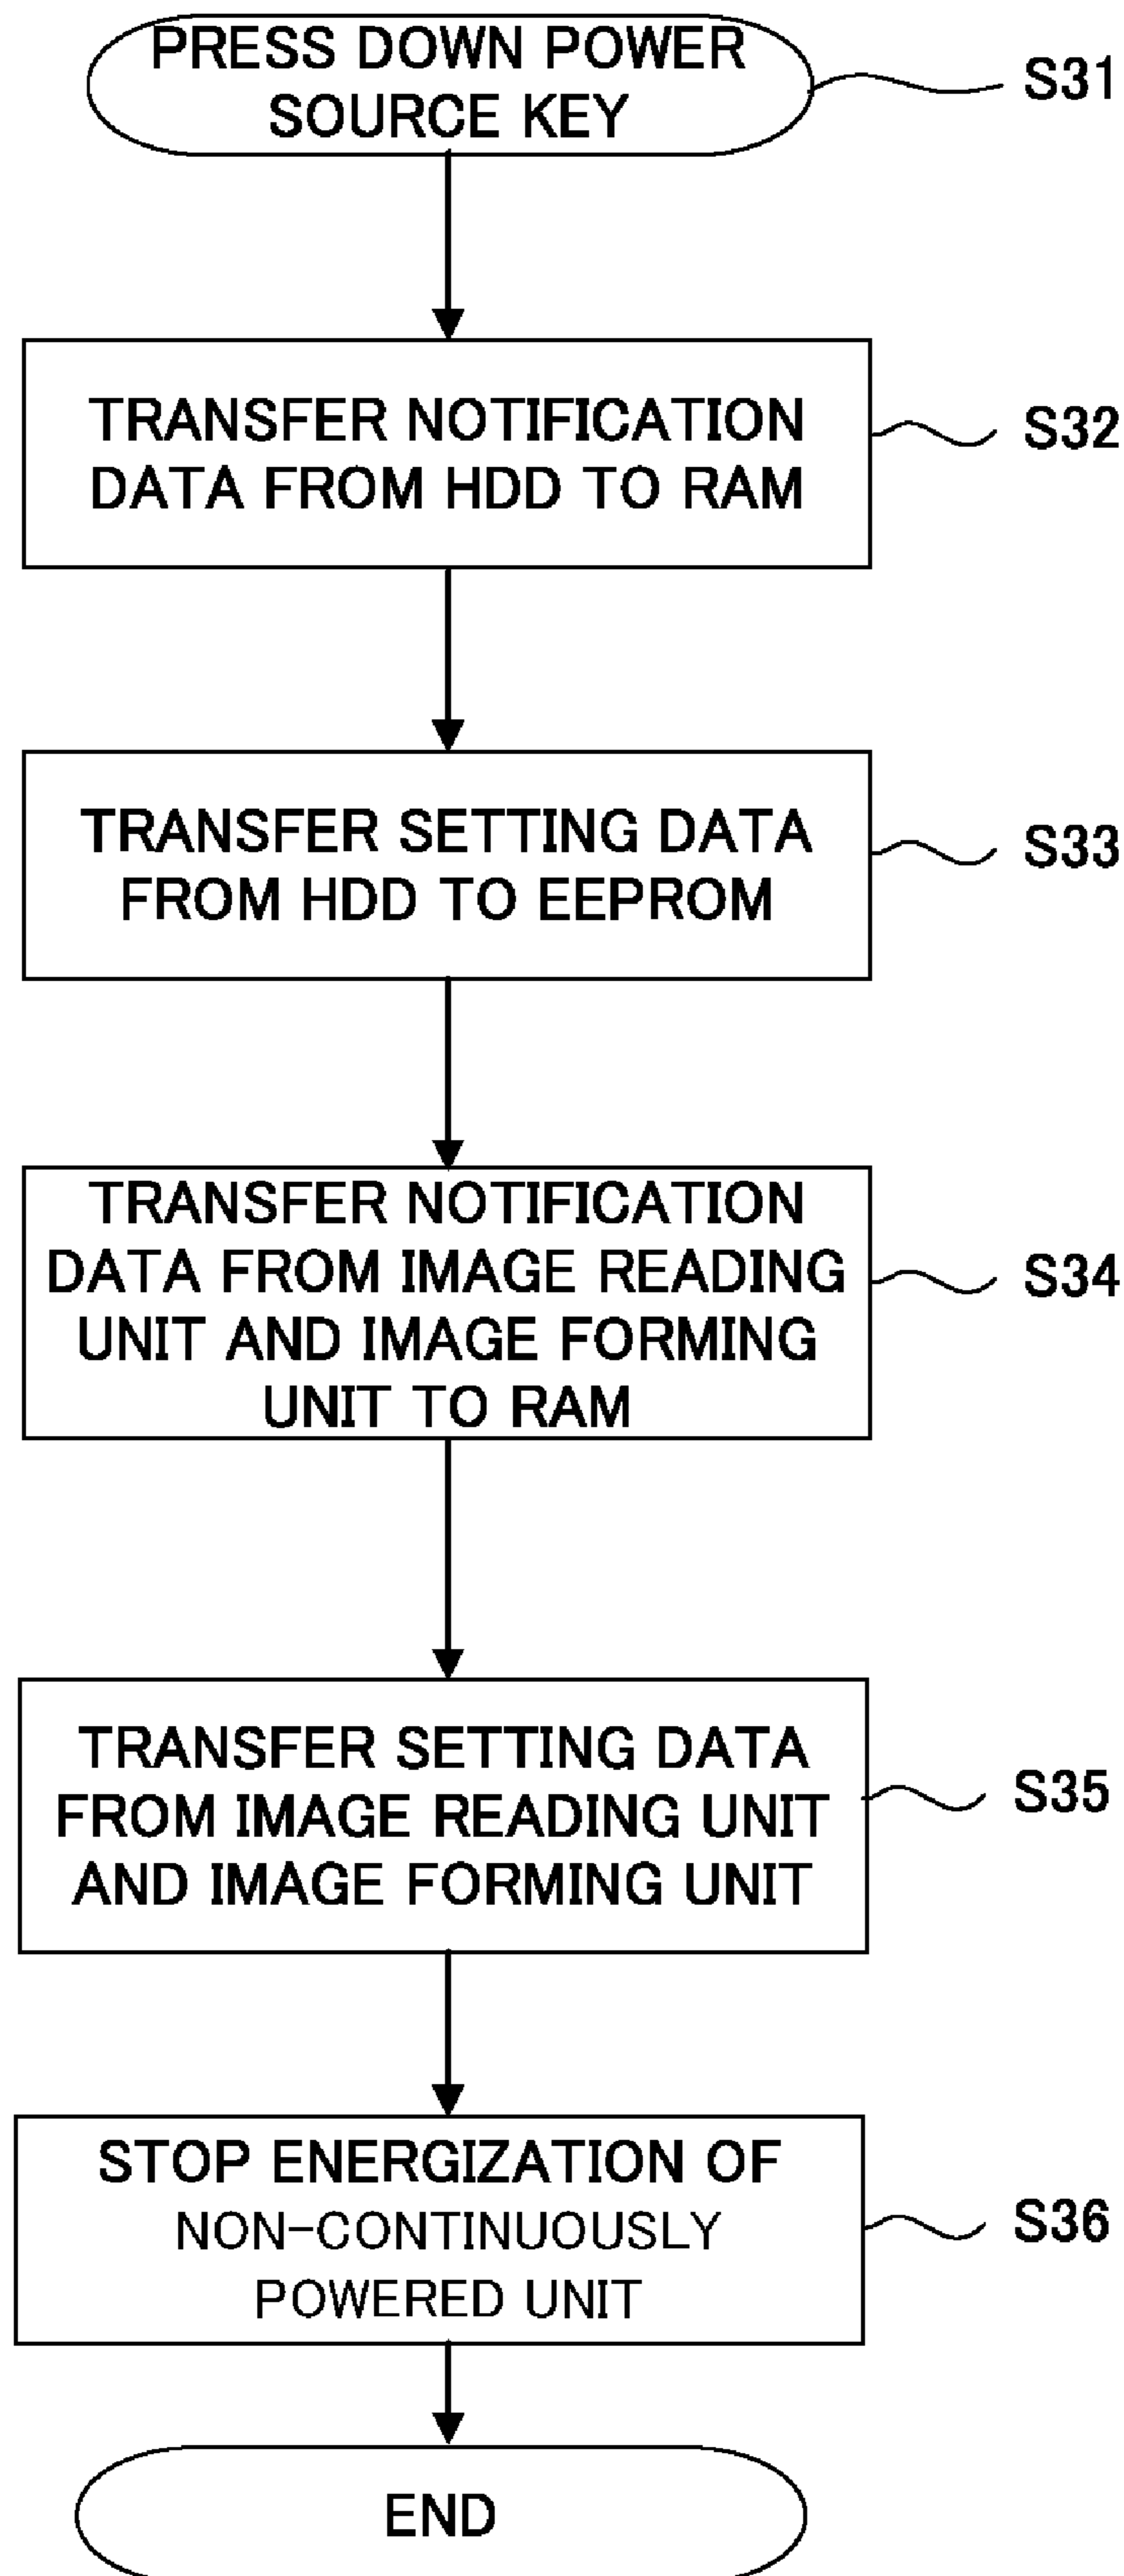 PRESS DOWN POWER
SOURCE KEY
S31
TRANSFER NOTIFICATION
DATA FROM HDD TO RAM
S32
TRANSFER SETTING DATA
FROM HDD TO EEPROM
S33
TRANSFER NOTIFICATION
DATA FROM IMAGE READING
UNIT AND IMAGE FORMING
UNIT TO RAM
S34
TRANSFER SETTING DATA
FROM IMAGE READING UNIT
AND IMAGE FORMING UNIT
S35
STOP ENERGIZATION OF
NON-CONTINUOUSLY
POWERED UNIT
S36
END